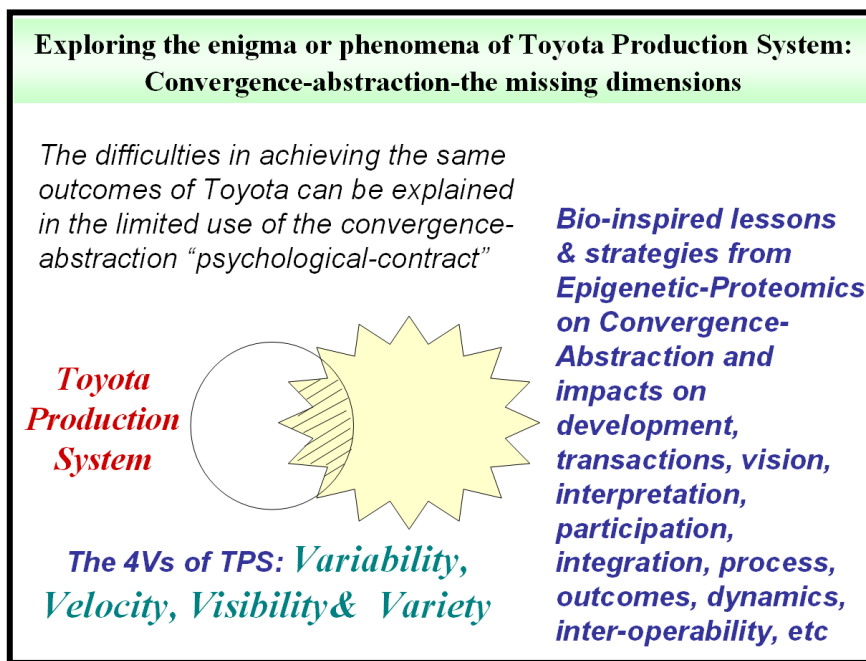 Exploring the enigma or phenomena of Toyota Production System:
Convergence-abstraction-the missing dimensions
The difficulties in achieving the same
outcomes of Toyota can be explained
in the limited use of the convergence-
abstraction “psychological-contract”
Toyota
Production
System
The 4Vs of TPS: Variability,
Velocity, Visibility& Variety
Bio-inspired lessons
& strategies from
Epigenetic-Proteomics
on Convergence-
Abstraction and
impacts on
development,
transactions, vision,
interpretation,
participation,
integration, process,
outcomes, dynamics,
inter-operability, etc